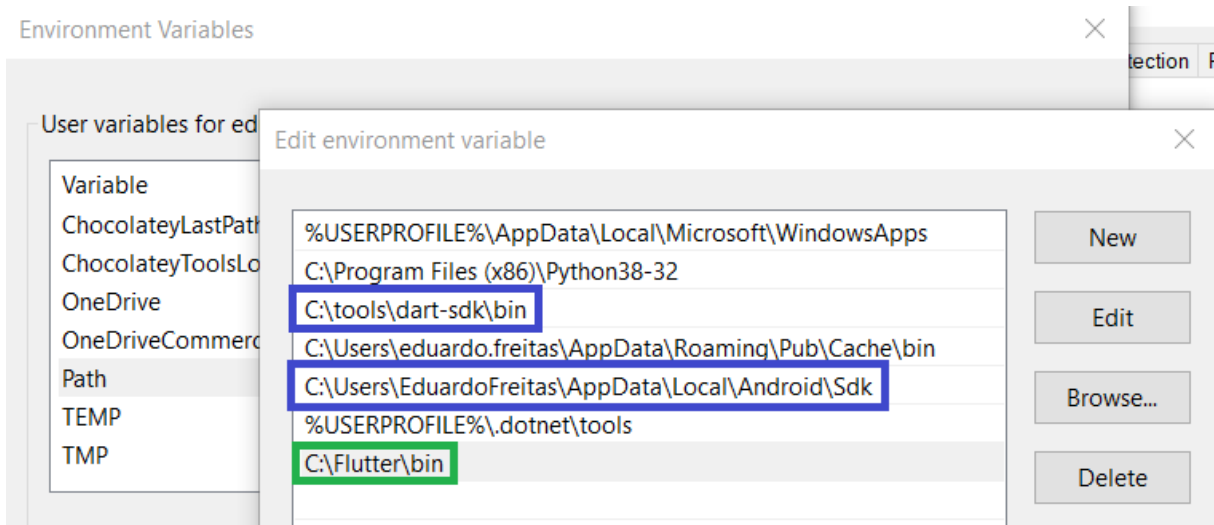 Environment Variables
tection
User variables for ed
Edit environment variable
Variable
ChocolateyLastPath
ChocolateyToolsLo
OneDrive
OneDriveCommerc
Path
TEMP
TMP
%USERPROFILE%\AppData\Local\Microsoft\WindowsApps
C:\Program Files (x86)\Python38-32
C:\tools\dart-sdk\bin
C:\Users\eduardo.freitas\AppData\Roaming\Pub\Cache\bin
C:\Users\EduardoFreitas\AppData\Local\Android\Sdk
%USERPROFILE%\.dotnet\tools
C:\Flutter\bin
New
Edit
Browse...
Delete